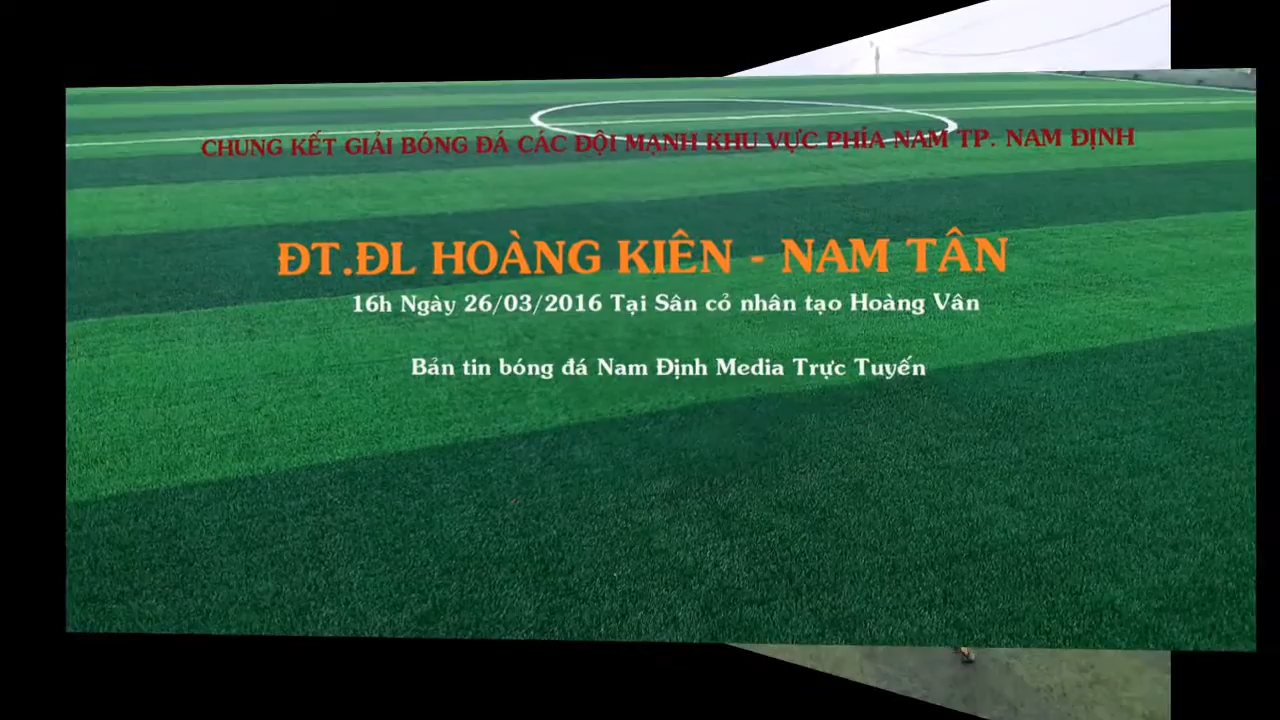 CHUNG KẾT GIẢI BÓNG ĐÁ CÁC ĐỘI MẠNH KHU VỰC PHÍA NAM TP. NAM ĐỊNH
ĐT.ĐL HOÀNG KIÊN - NAM TÂN
16h Ngày 26/03/2016 Tại Sân cỏ nhân tạo Hoàng Vân
Bản tin bóng đá Nam Định Media Trực Tuyến